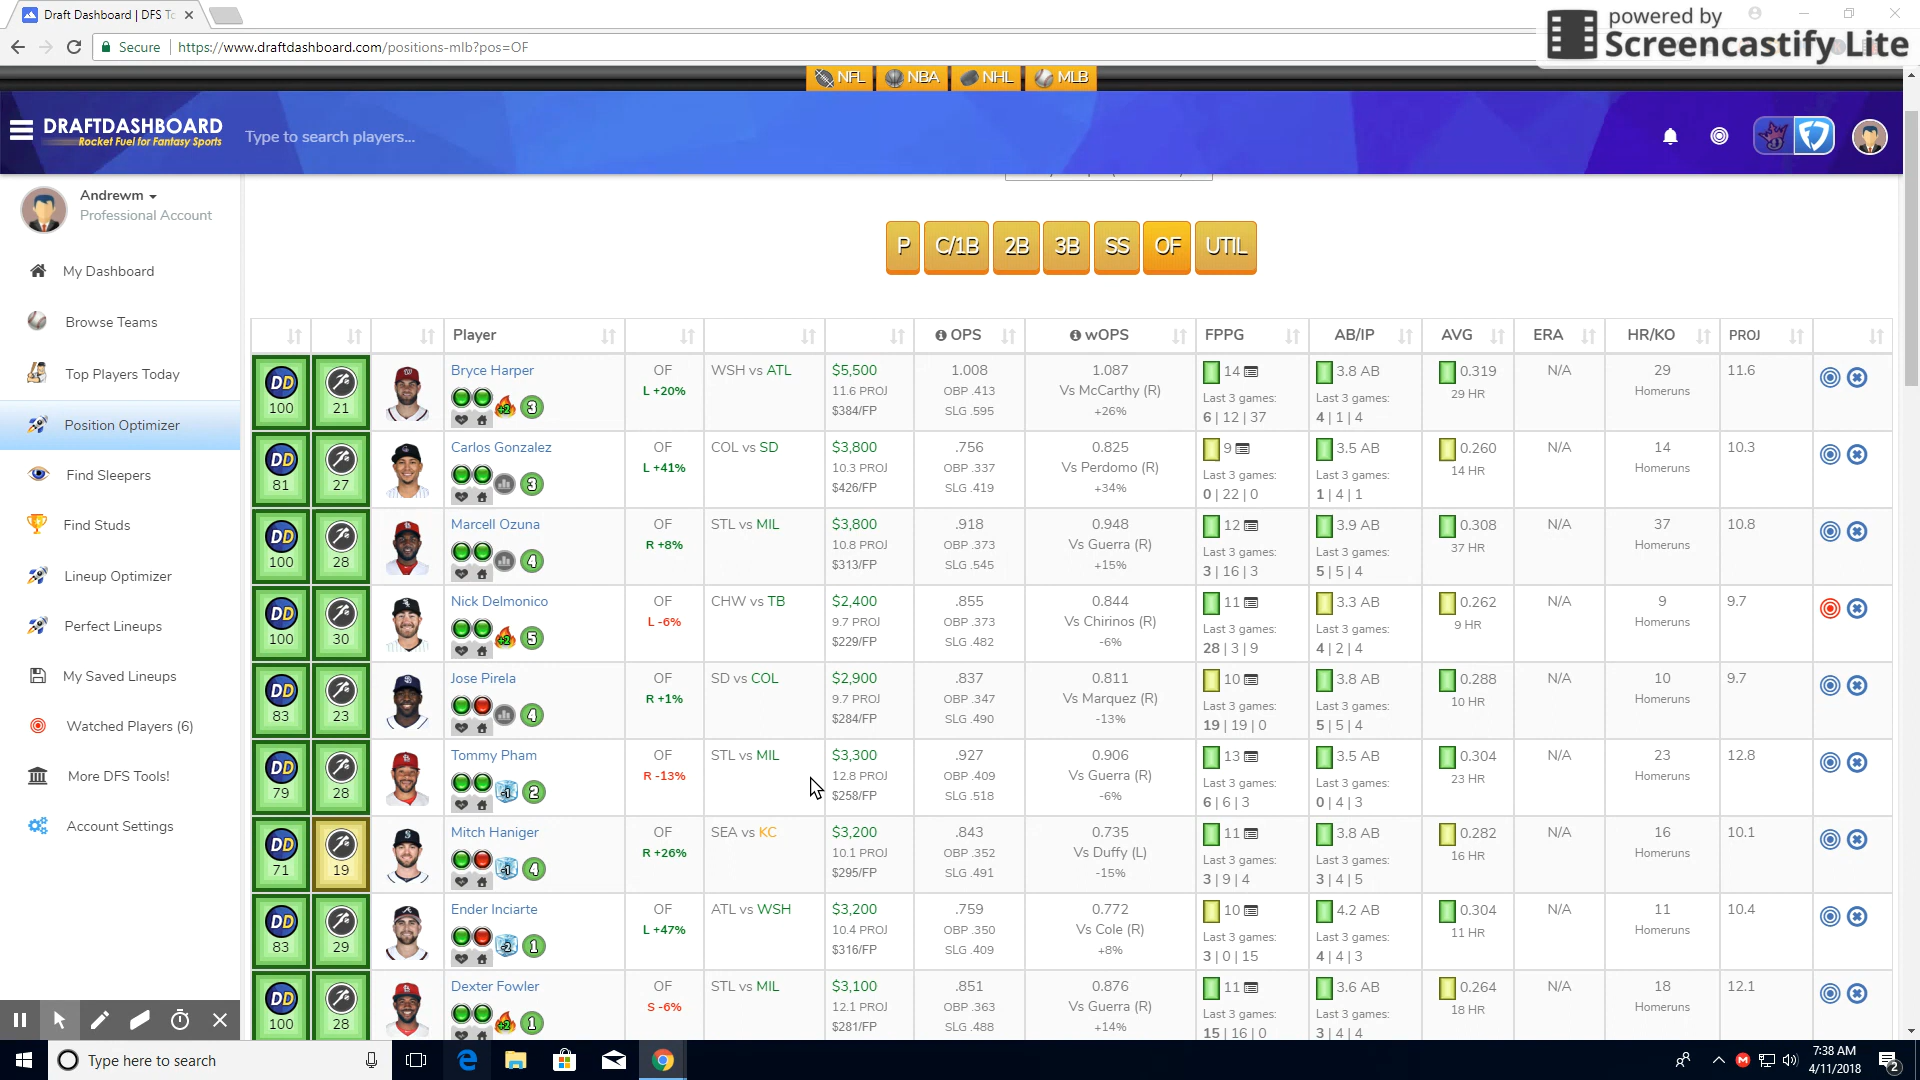 Draft Dashboard | DFS To
powered by
Screencastify Lite
Secure
https://www.draftdashboard.com/positions-mlb?pos=OF
NFL NBA NHL MLB
DRAFTDASHBOARD
Rocket Fuel for Fantasy Sports
Type to search players...
Andrewm
Professional Account
My Dashboard
Browse Teams
Top Players Today
Position Optimizer
Find Sleepers
Find Studs
Lineup Optimizer
Perfect Lineups
My Saved Lineups
Watched Players (6)
More DFS Tools!
Account Settings
P C/1B 2B 3B SS OF UTIL
Player OPS wOPS FPPG AB/IP AVG ERA HR/KO PROJ
DD Bryce Harper OF WSH vs ATL $5,500 1.008 1.087 14 3.8 AB 0.319 N/A 29 11.6
L +20% 11.6 PROJ OBP .413 Vs McCarthy (R) Last 3 games: Last 3 games: 29 HR Homeruns
100 21 +2 3 $384/FP SLG .595 +26% 6 | 12 | 37 4 | 1 | 4
DD Carlos Gonzalez OF COL vs SD $3,800 .756 0.825 9 3.5 AB 0.260 N/A 14 10.3
L +41% 10.3 PROJ OBP .337 Vs Perdomo (R) Last 3 games: Last 3 games: 14 HR Homeruns
81 27 3 $426/FP SLG .419 +34% 0 | 22 | 0 1 | 4 | 1
DD Marcell Ozuna OF STL vs MIL $3,800 .918 0.948 12 3.9 AB 0.308 N/A 37 10.8
R +8% 10.8 PROJ OBP .373 Vs Guerra (R) Last 3 games: Last 3 games: 37 HR Homeruns
100 28 4 $313/FP SLG .545 +15% 3 | 16 | 3 5 | 5 | 4
DD Nick Delmonico OF CHW vs TB $2,400 .855 0.844 11 3.3 AB 0.262 N/A 9 9.7
L -6% 9.7 PROJ OBP .373 Vs Chirinos (R) Last 3 games: Last 3 games: 9 HR Homeruns
100 30 +2 5 $229/FP SLG .482 -6% 28 | 3 | 9 4 | 2 | 4
DD Jose Pirela OF SD vs COL $2,900 .837 0.811 10 3.8 AB 0.288 N/A 10 9.7
R +1% 9.7 PROJ OBP .347 Vs Marquez (R) Last 3 games: Last 3 games: 10 HR Homeruns
83 23 4 $284/FP SLG .490 -13% 19 | 19 | 0 5 | 5 | 4
DD Tommy Pham OF STL vs MIL $3,300 .927 0.906 13 3.5 AB 0.304 N/A 23 12.8
R -13% 12.8 PROJ OBP .409 Vs Guerra (R) Last 3 games: Last 3 games: 23 HR Homeruns
79 28 -1 2 $258/FP SLG .518 -6% 6 | 6 | 3 0 | 4 | 3
DD Mitch Haniger OF SEA vs KC $3,200 .843 0.735 11 3.8 AB 0.282 N/A 16 10.1
R +26% 10.1 PROJ OBP .352 Vs Duffy (L) Last 3 games: Last 3 games: 16 HR Homeruns
71 19 -1 4 $295/FP SLG .491 -15% 3 | 9 | 4 3 | 4 | 5
DD Ender Inciarte OF ATL vs WSH $3,200 .759 0.772 10 4.2 AB 0.304 N/A 11 10.4
L +47% 10.4 PROJ OBP .350 Vs Cole (R) Last 3 games: Last 3 games: 11 HR Homeruns
83 29 -2 1 $316/FP SLG .409 +8% 3 | 0 | 15 4 | 4 | 3
DD Dexter Fowler OF STL vs MIL $3,100 .851 0.876 11 3.6 AB 0.264 N/A 18 12.1
S -6% 12.1 PROJ OBP .363 Vs Guerra (R) Last 3 games: Last 3 games: 18 HR Homeruns
100 28 +2 1 $281/FP SLG .488 +14% 15 | 16 | 0 3 | 4 | 4
Type here to search
7:38 AM
4/11/2018
2